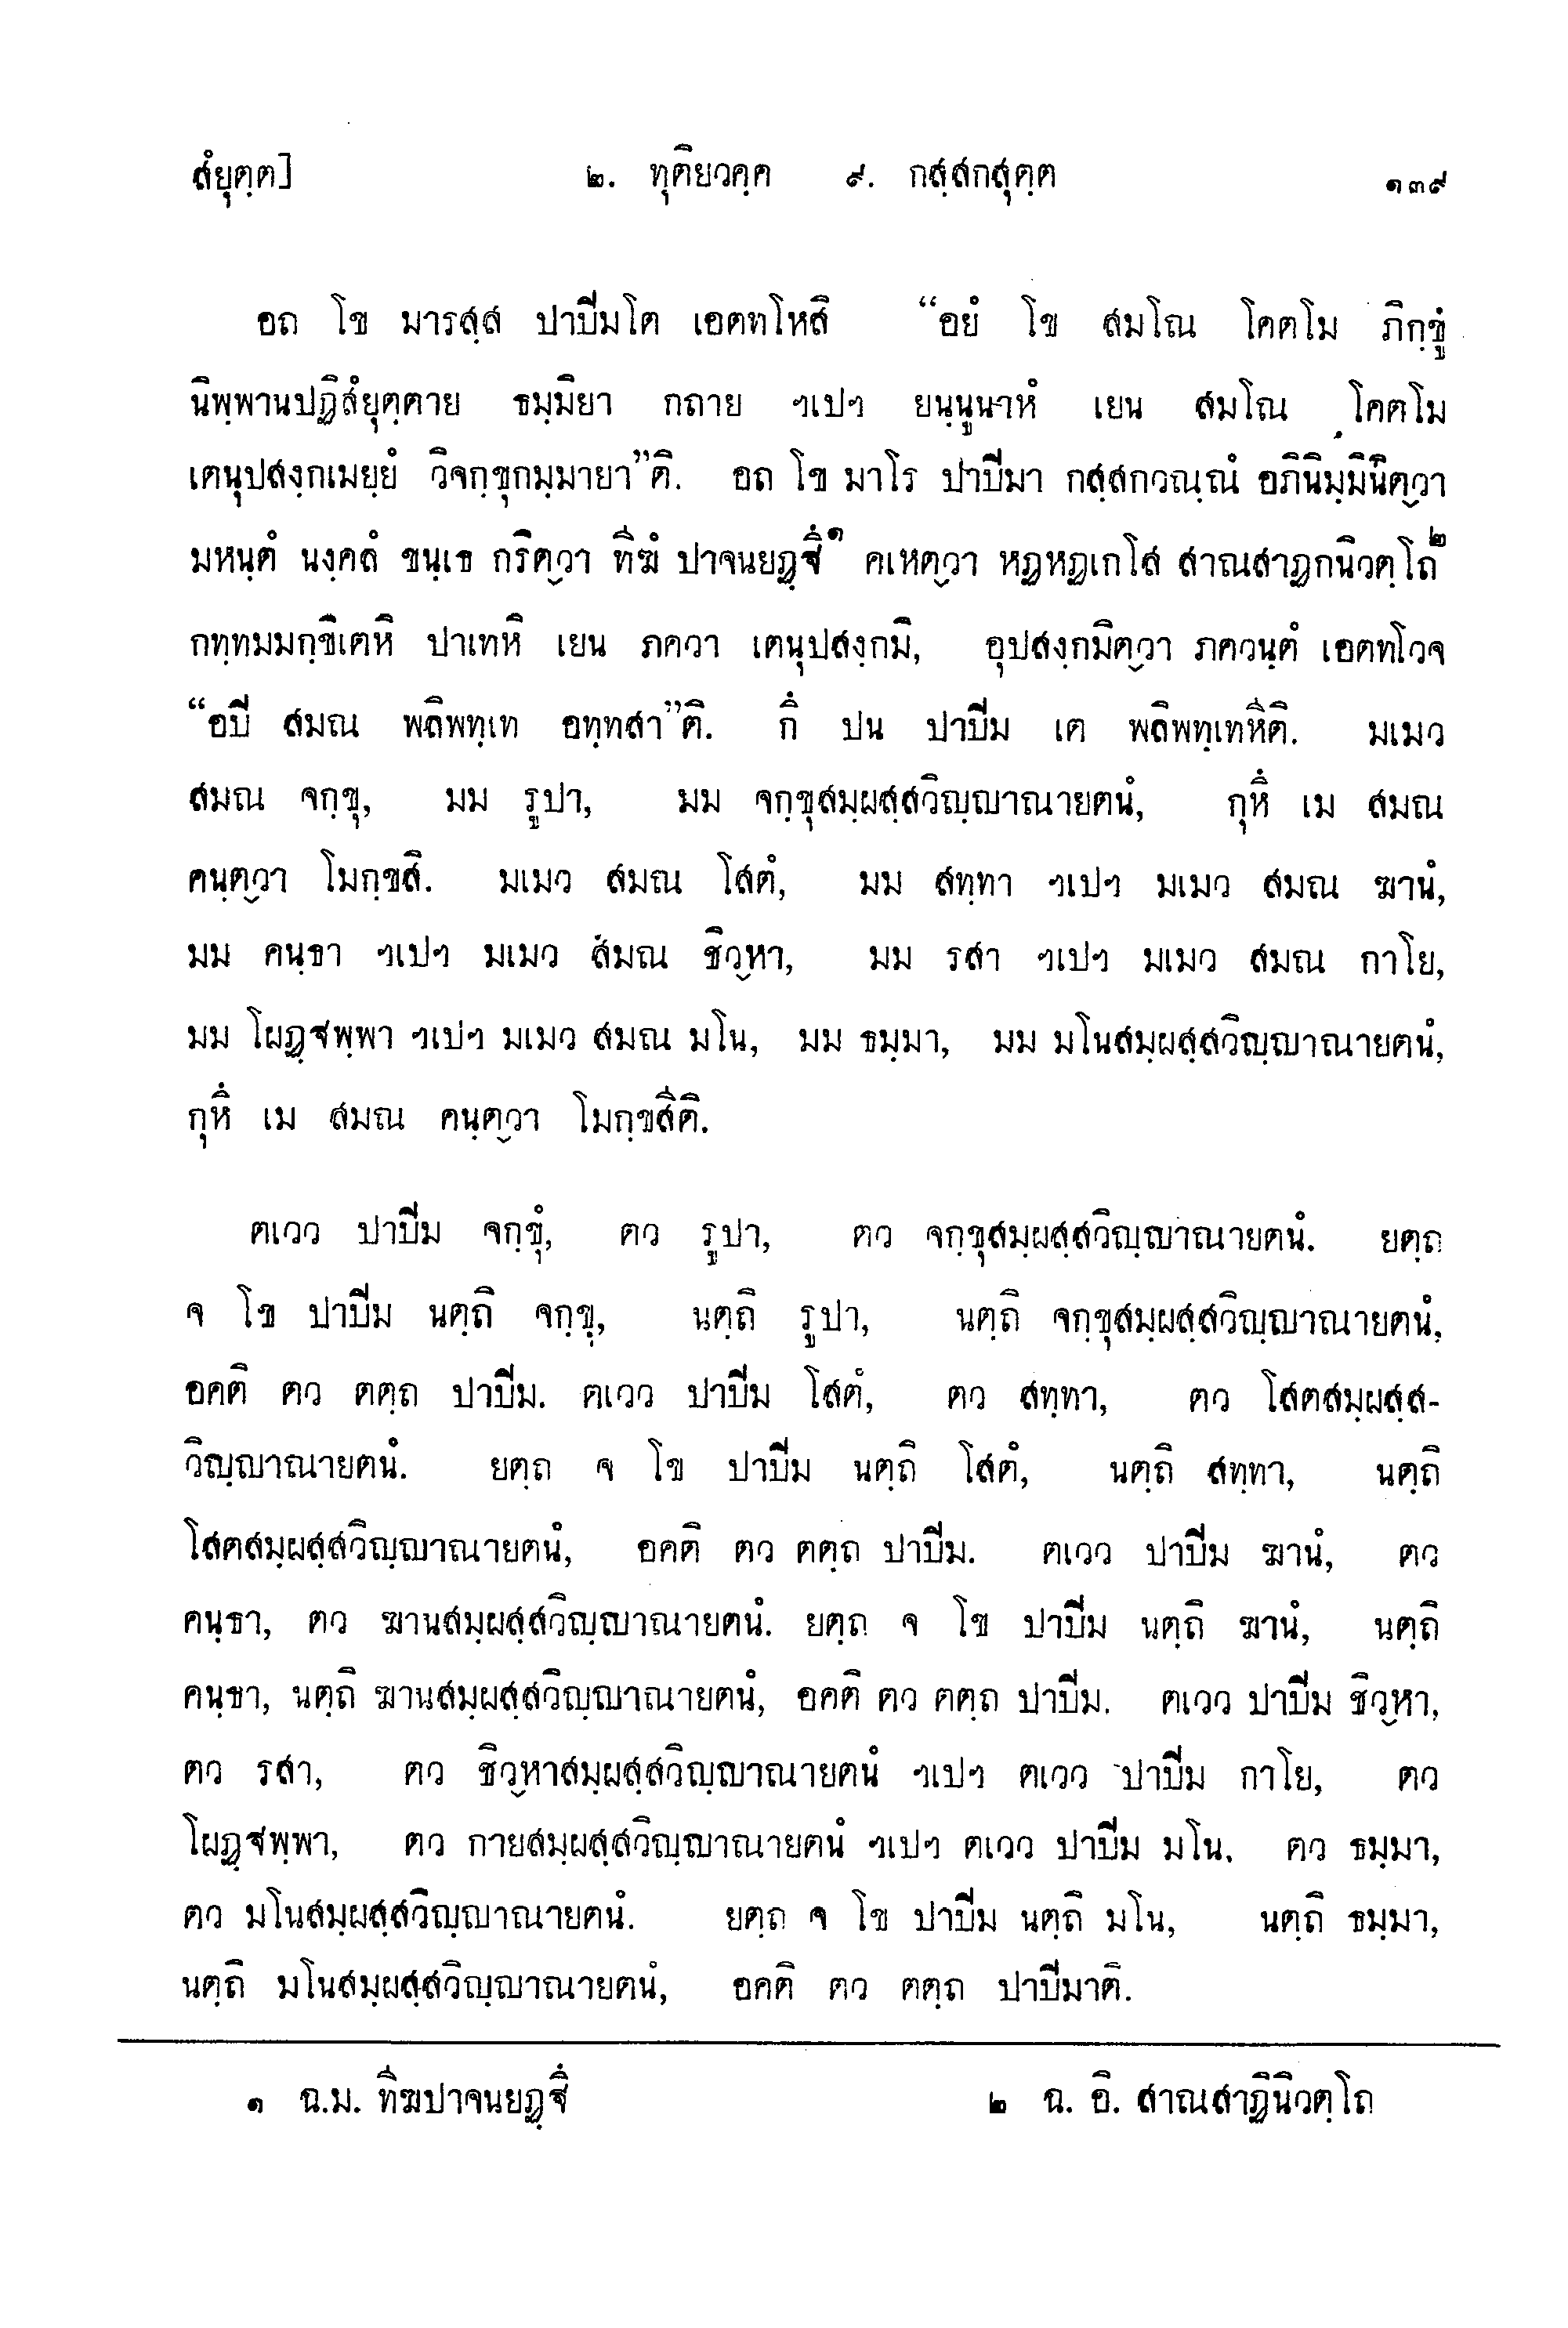 สํยุตฺต]	๒. ทุติยวคฺค ๙. กสฺสกสุตฺต	๑๓๙
อถ โข มารสฺส ปาปิมโต เอตทโหสิ “อยํ โข สมโณ โคตโม ภิกฺขู
นิพฺพานปฏิสํยุตฺตาย ธมฺมิยา กถาย ฯเปฯ ยนฺนูนาหํ เยน สมโณ โคตโม
เตนุปสงฺกเมยฺยํ วิจกฺขุกมฺมายา”ติ. อถ โข มาโร ปาปิมา กสฺสกวณฺณํ อภินิมฺมินิตฺวา
มหนฺตํ นงฺคลํ ขนฺเธ กริตฺวา ทีฆํ ปาจนยฏฺฐึ๑ คเหตฺวา หฏหฏเกโส สาณสาฏกนิวตฺโถ๒
กทฺทมมกฺขิเตหิ ปาเทหิ เยน ภควา เตนุปสงฺกมิ, อุปสงฺกมิตฺวา ภควนฺตํ เอตทโวจ
“อปิ สมณ พลิพทฺเท อทฺทสา”ติ. กึ ปน ปาปิม เต พลิพทฺเทหีติ. มเมว
สมณ จกฺขุ, มม รูปา, มม จกฺขุสมฺผสฺสวิญฺญาณายตนํ, กุหึ เม สมณ
คนฺตฺวา โมกฺขสิ. มเมว สมณ โสตํ, มม สทฺทา ฯเปฯ มเมว สมณ ฆานํ,
มม คนฺธา ฯเปฯ มเมว สมณ ชิวฺหา, มม รสา ฯเปฯ มเมว สมณ กาโย,
มม โผฏฺฐพฺพา ฯเปฯ มเมว สมณ มโน, มม ธมฺมา, มม มโนสมฺผสฺสวิญฺญาณายตนํ,
กุหึ เม สมณ คนฺตฺวา โมกฺขสีติ.
ตเวว ปาปิม จกฺขุํ, ตว รูปา, ตว จกฺขุสมฺผสฺสวิญฺญาณายตนํ. ยตฺถ
จ โข ปาปิม นตฺถิ จกฺขุ, นตฺถิ รูปา, นตฺถิ จกฺขุสมฺผสฺสวิญฺญาณายตนํ,
อคติ ตว ตตฺถ ปาปิม. ตเวว ปาปิม โสตํ, ตว สทฺทา, ตว โสตสมฺผสฺส-
วิญฺญาณายตนํ. ยตฺถ จ โข ปาปิม นตฺถิ โสตํ, นตฺถิ สทฺทา, นตฺถิ
โสตสมฺผสฺสวิญฺญาณายตนํ, อคติ ตว ตตฺถ ปาปิม. ตเวว ปาปิม ฆานํ, ตว
คนฺธา, ตว ฆานสมฺผสฺสวิญฺญาณายตนํ. ยตฺถ จ โข ปาปิม นตฺถิ ฆานํ, นตฺถิ
คนฺธา, นตฺถิ ฆานสมฺผสฺสวิญฺญาณายตนํ, อคติ ตว ตตฺถ ปาปิม. ตเวว ปาปิม ชิวฺหา,
ตว รสา, ตว ชิวฺหาสมฺผสฺสวิญฺญาณายตนํ ฯเปฯ ตเวว ปาปิม กาโย, ตว
โผฏฺฐพฺพา, ตว กายสมฺผสฺสวิญฺญาณายตนํ ฯเปฯ ตเวว ปาปิม มโน, ตว ธมฺมา,
ตว มโนสมฺผสฺสวิญฺญาณายตนํ. ยตฺถ จ โข ปาปิม นตฺถิ มโน, นตฺถิ ธมฺมา,
นตฺถิ มโนสมฺผสฺสวิญฺญาณายตนํ, อคติ ตว ตตฺถ ปาปิมาติ.
๑ ฉ.ม. ทีฆปาจนยฏฺฐึ	๒ ฉ. อิ. สาณสาฏินิวตฺโถ